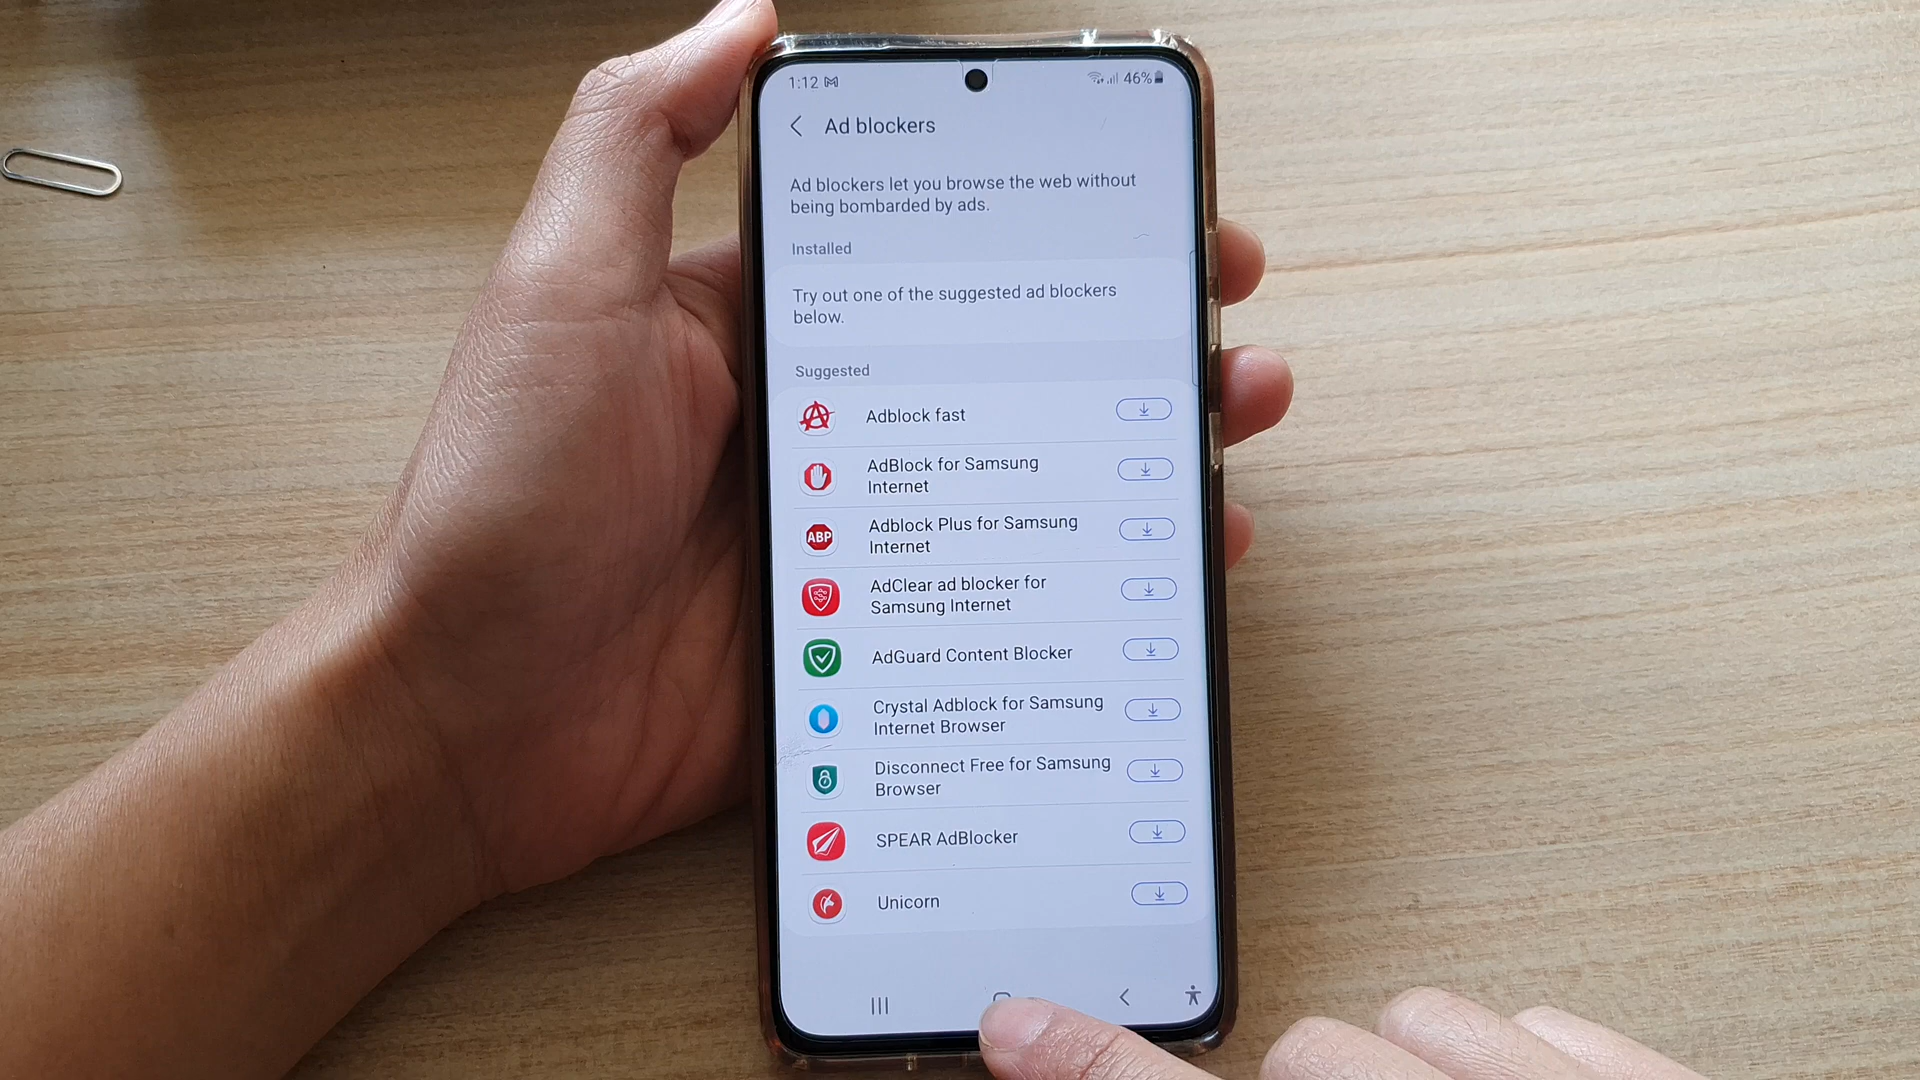 1:12
46%
Ad blockers
Ad blockers let you browse the web without
being bombarded by ads.
Installed
Try out one of the suggested ad blockers
below.
Suggested
Adblock fast
AdBlock for Samsung
Internet
ABP
Adblock Plus for Samsung
Internet
AdClear ad blocker for
Samsung Internet
AdGuard Content Blocker
Crystal Adblock for Samsung
Internet Browser
Disconnect Free for Samsung
Browser
SPEAR AdBlocker
Unicorn